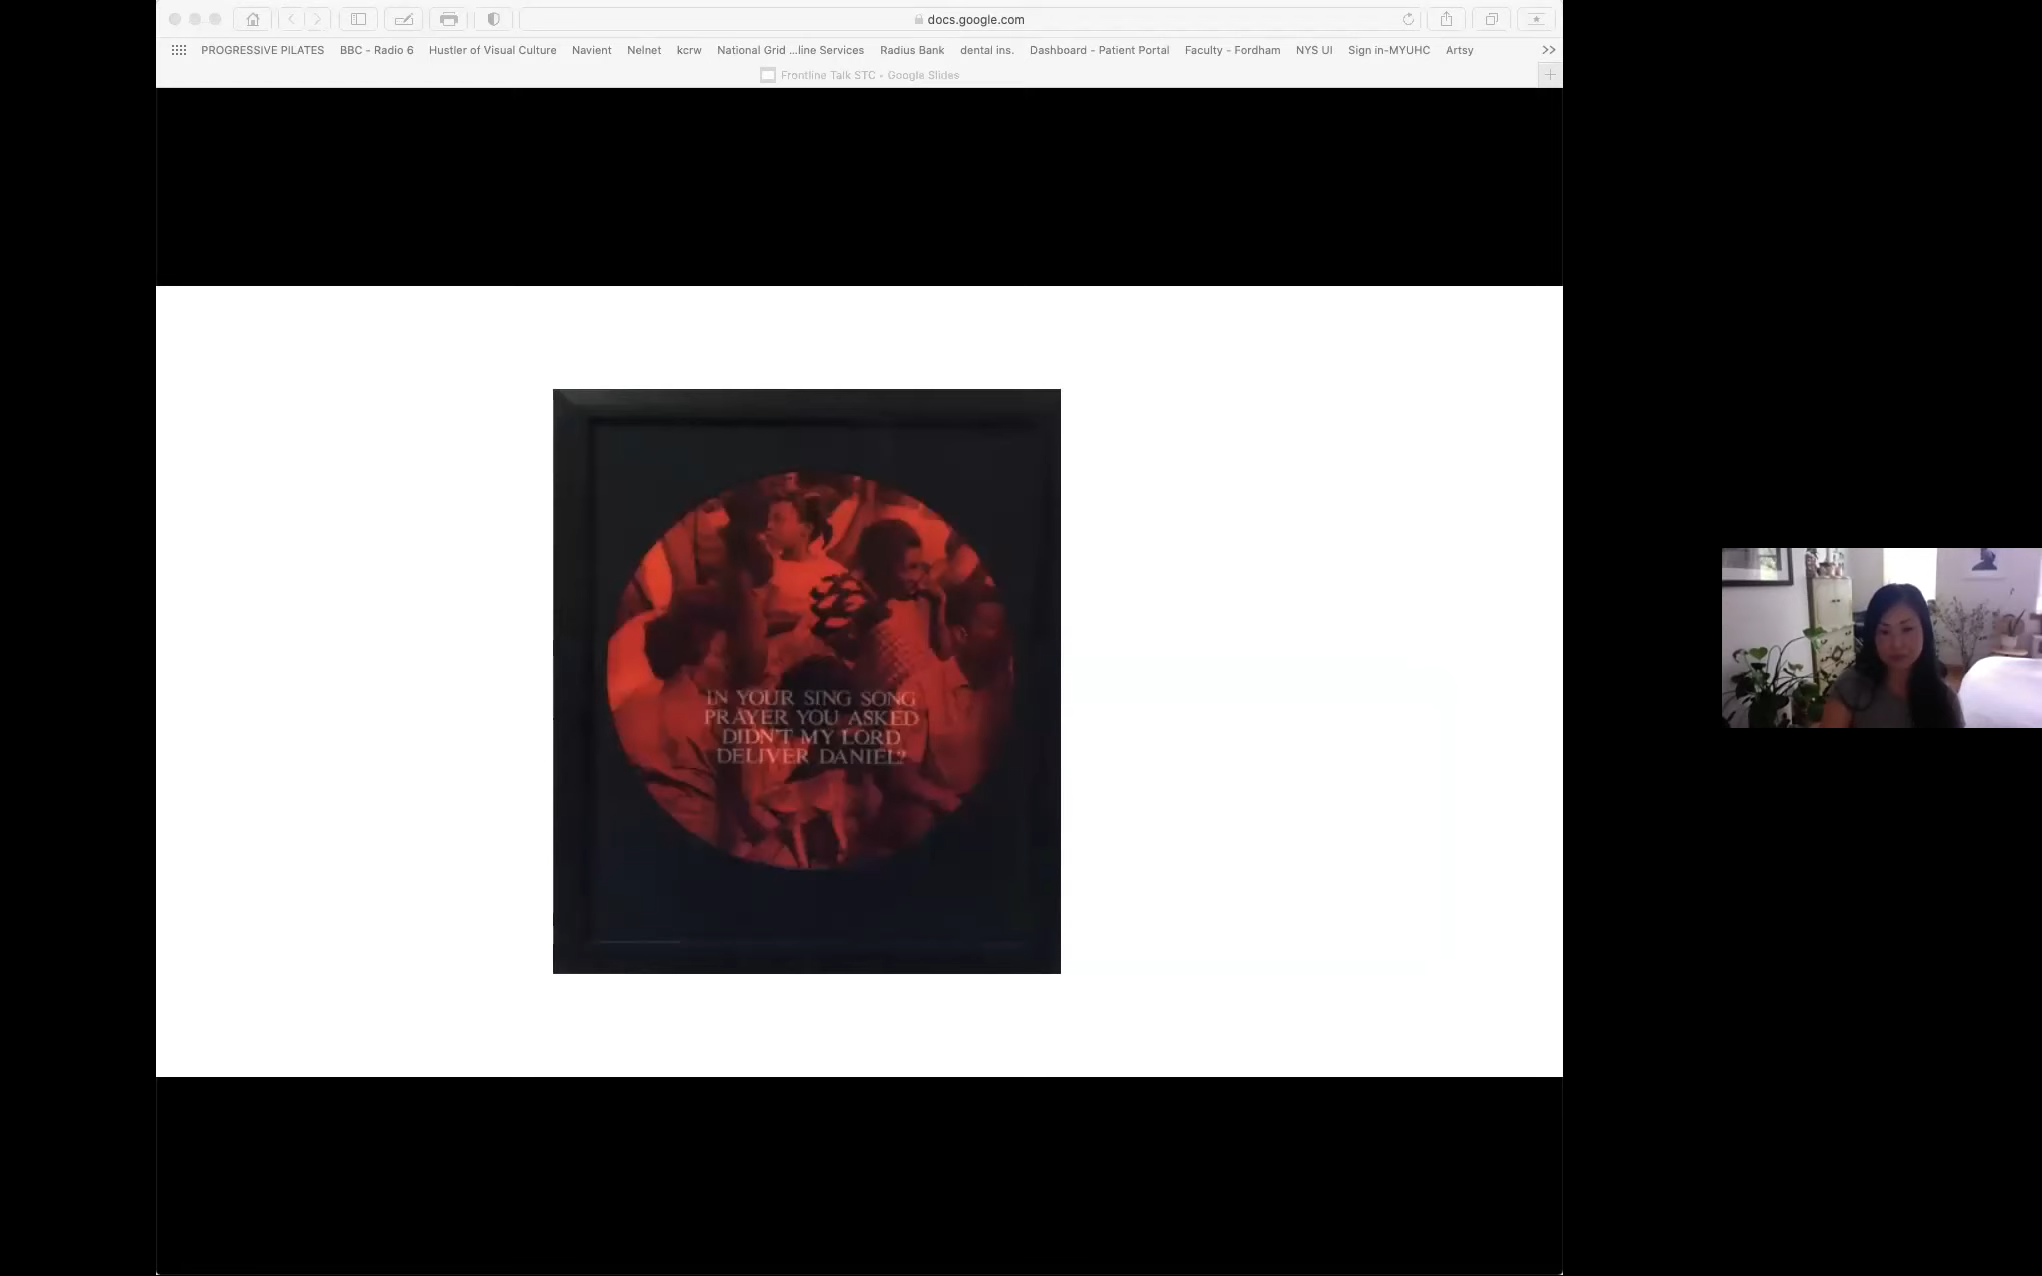 docs.google.com
PROGRESSIVE PILATES BBC - Radio 6 Hustler of Visual Culture Navient Nelnet kcrw National Grid ...line Services Radius Bank dental ins. Dashboard - Patient Portal Faculty - Fordham NYS UI Sign in-MYUHC Artsy
Frontline Talk STC - Google Slides
IN YOUR SING SONG
PRAYER YOU ASKED
DIDN'T MY LORD
DELIVER DANIEL?